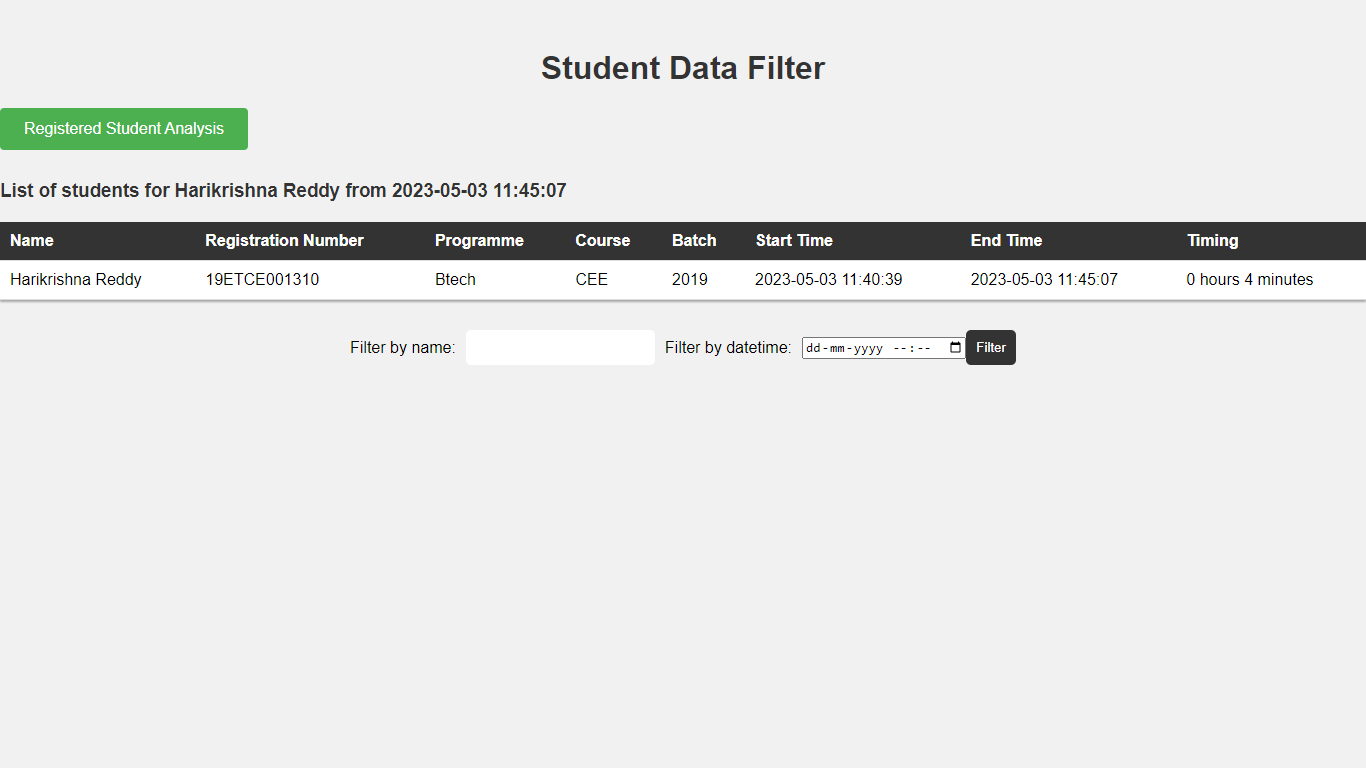 Student Data Filter
Registered Student Analysis
List of students for Harikrishna Reddy from 2023-05-03 11:45:07
Name Registration Number Programme Course Batch Start Time End Time Timing
Harikrishna Reddy 19ETCE001310 Btech CEE 2019 2023-05-03 11:40:39 2023-05-03 11:45:07 0 hours 4 minutes
Filter by name: Filter by datetime: dd-mm-yyyy --:-- Filter